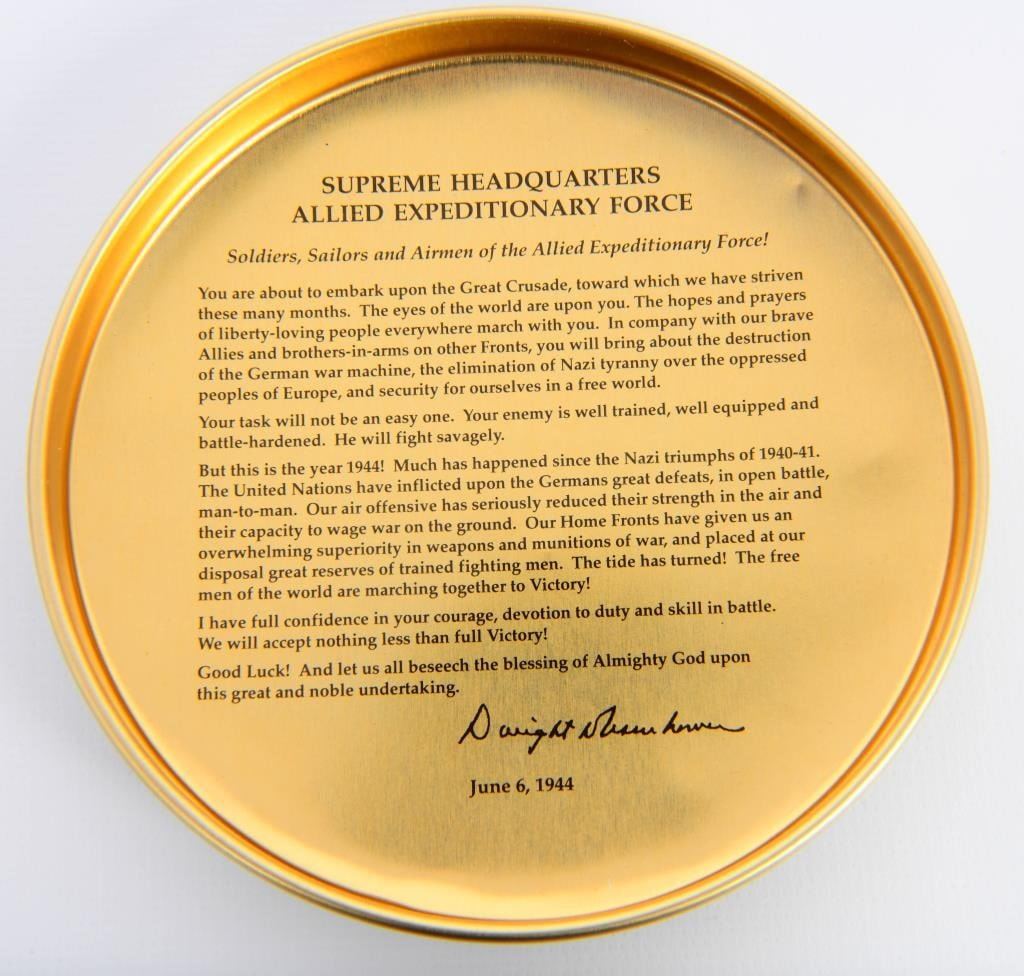 SUPREME HEADQUARTERS
ALLIED EXPEDITIONARY FORCE
Soldiers, Sailors and Airmen of the Allied Expeditionary Force!
You are about to embark upon the Great Crusade, toward which we have striven
these many months. The eyes of the world are upon you. The hopes and prayers
of liberty-loving people everywhere march with you. In company with our brave
Allies and brothers-in-arms on other Fronts, you will bring about the destruction
of the German war machine, the elimination of Nazi tyranny over the oppressed
peoples of Europe, and security for ourselves in a free world.
Your task will not be an easy one. Your enemy is well trained, well equipped and
battle-hardened. He will fight savagely.
But this is the year 1944! Much has happened since the Nazi triumphs of 1940-41.
The United Nations have inflicted upon the Germans great defeats, in open battle,
man-to-man. Our air offensive has seriously reduced their strength in the air and
their capacity to wage war on the ground. Our Home Fronts have given us an
overwhelming superiority in weapons and munitions of war, and placed at our
disposal great reserves of trained fighting men. The tide has turned! The free
men of the world are marching together to Victory!
I have full confidence in your courage, devotion to duty and skill in battle.
We will accept nothing less than full Victory!
Good Luck! And let us all beseech the blessing of Almighty God upon
this great and noble undertaking.
Dwight D Eisenhower
June 6, 1944